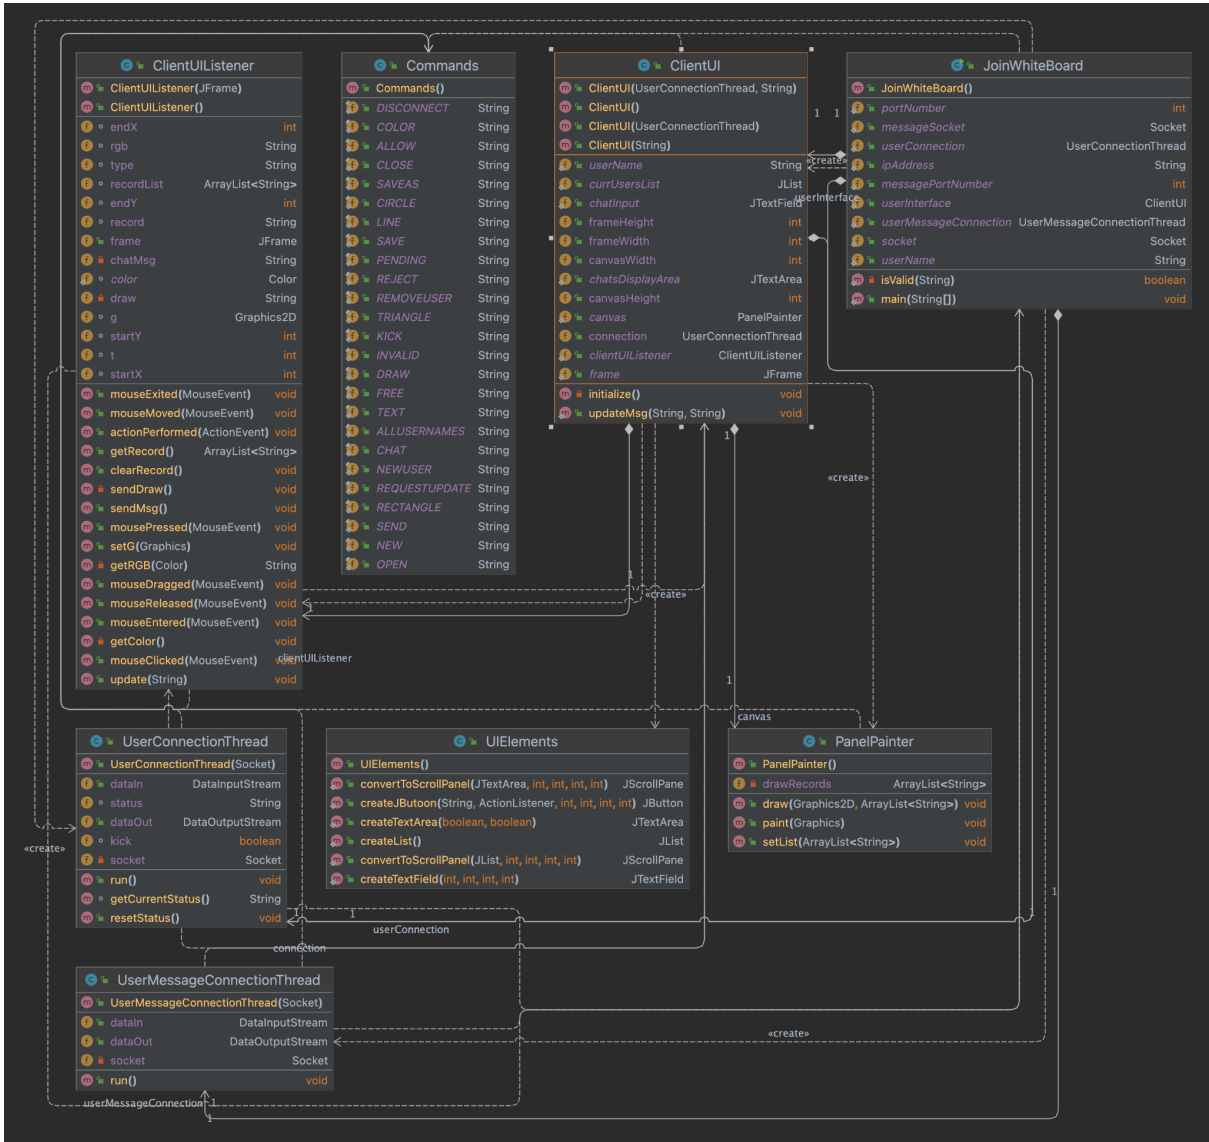 ClientUIListener
ClientUIListener(JFrame)
ClientUIListener()
endX int
rgb String
type String
recordList ArrayList<String>
endY int
record String
frame JFrame
chatMsg String
color Color
draw String
g Graphics2D
startY int
t int
startX int
mouseExited(MouseEvent) void
mouseMoved(MouseEvent) void
actionPerformed(ActionEvent) void
getRecord() ArrayList<String>
clearRecord() void
sendDraw() void
sendMsg() void
mousePressed(MouseEvent) void
setG(Graphics) void
getRGB(Color) String
mouseDragged(MouseEvent) void
mouseReleased(MouseEvent) void
mouseEntered(MouseEvent) void
getColor() void
mouseClicked(MouseEvent) void
update(String) void
Commands
Commands()
DISCONNECT String
COLOR String
ALLOW String
CLOSE String
SAVEAS String
CIRCLE String
LINE String
SAVE String
PENDING String
REJECT String
REMOVEUSER String
TRIANGLE String
KICK String
INVALID String
DRAW String
FREE String
TEXT String
ALLUSERNAMES String
CHAT String
NEWUSER String
REQUESTUPDATE String
RECTANGLE String
SEND String
NEW String
OPEN String
ClientUI
ClientUI(UserConnectionThread, String)
ClientUI()
ClientUI(UserConnectionThread)
ClientUI(String)
userName String
currUsersList JList
chatInput JTextField
frameHeight int
frameWidth int
canvasWidth int
chatsDisplayArea JTextArea
canvasHeight int
canvas PanelPainter
connection UserConnectionThread
clientUIListener ClientUIListener
frame JFrame
initialize() void
updateMsg(String, String) void
JoinWhiteBoard
JoinWhiteBoard()
portNumber int
messageSocket Socket
userConnection UserConnectionThread
ipAddress String
messagePortNumber int
userInterface ClientUI
userMessageConnection UserMessageConnectionThread
socket Socket
userName String
isValid(String) boolean
main(String[]) void
1 1
«create»
userInterface
1
«create»
1
«create»
1
clientUIListener
1
canvas
UserConnectionThread
UserConnectionThread(Socket)
dataIn DataInputStream
status String
dataOut DataOutputStream
kick boolean
socket Socket
run() void
getCurrentStatus() String
resetStatus() void
UIElements
UIElements()
convertToScrollPanel(JTextArea, int, int, int, int) JScrollPane
createJButoon(String, ActionListener, int, int, int, int) JButton
createTextArea(boolean, boolean) JTextArea
createList() JList
convertToScrollPanel(JList, int, int, int, int) JScrollPane
createTextField(int, int, int, int) JTextField
PanelPainter
PanelPainter()
drawRecords ArrayList<String>
draw(Graphics2D, ArrayList<String>) void
paint(Graphics) void
setList(ArrayList<String>) void
«create»
1
1 1 1
userConnection
connection
UserMessageConnectionThread
UserMessageConnectionThread(Socket)
dataIn DataInputStream
dataOut DataOutputStream
socket Socket
run() void
«create»
userMessageConnection 1
1